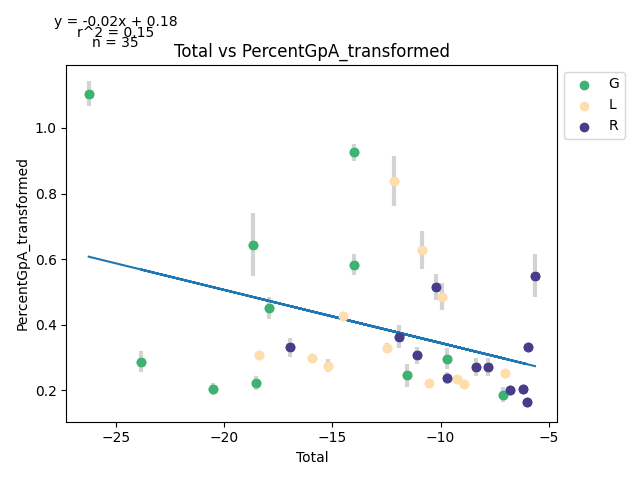 y = -0.02x + 0.18
r^2 = 0.15
n = 35
Total vs PercentGpA_transformed
G
L
R
PercentGpA_transformed
1.0
0.8
0.6
0.4
0.2
−25
−20
−15
−10
−5
Total